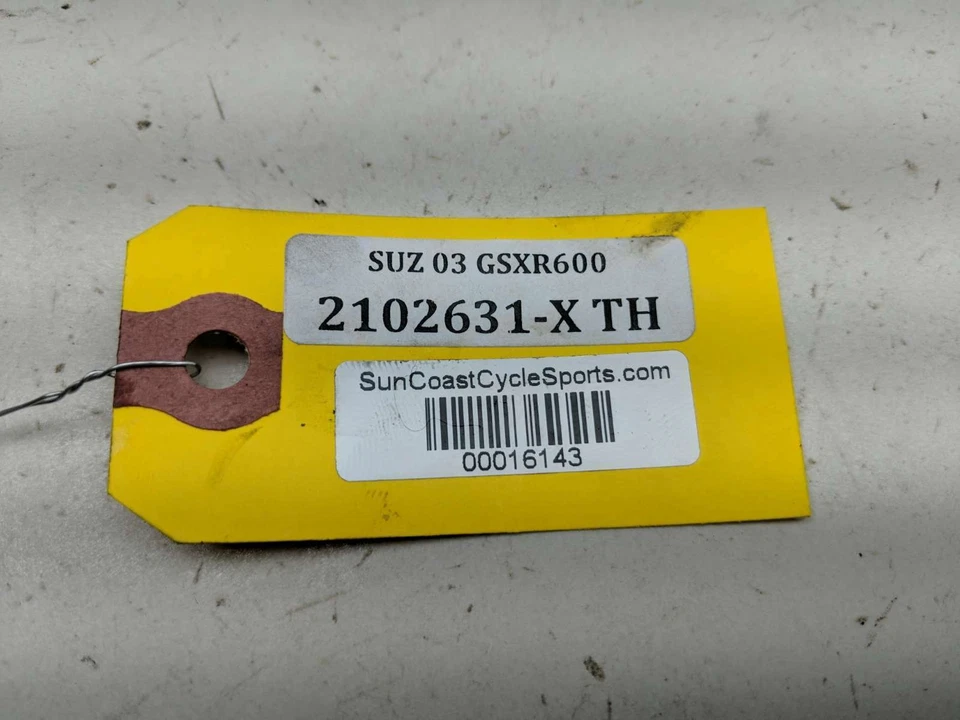 SUZ 03 GSXR600
2102631-X TH
SunCoastCycleSports.com
00016143